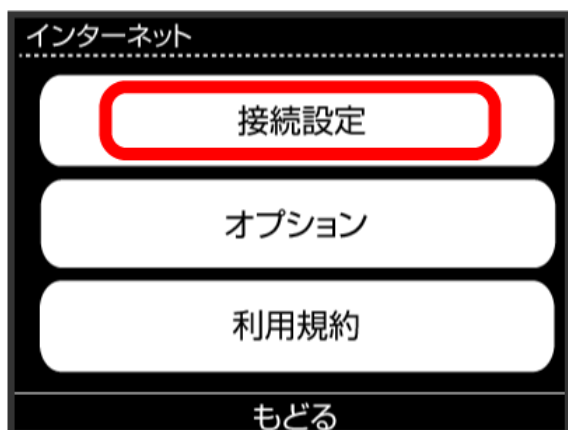 インターネット
接続設定
オプション
利用規約
もどる